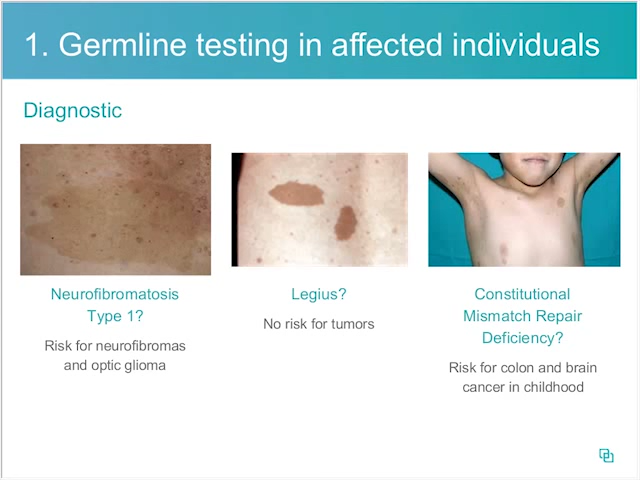 1. Germline testing in affected individuals
Diagnostic
Neurofibromatosis
Type 1?
Risk for neurofibromas
and optic glioma
Legius?
No risk for tumors
Constitutional
Mismatch Repair
Deficiency?
Risk for colon and brain
cancer in childhood